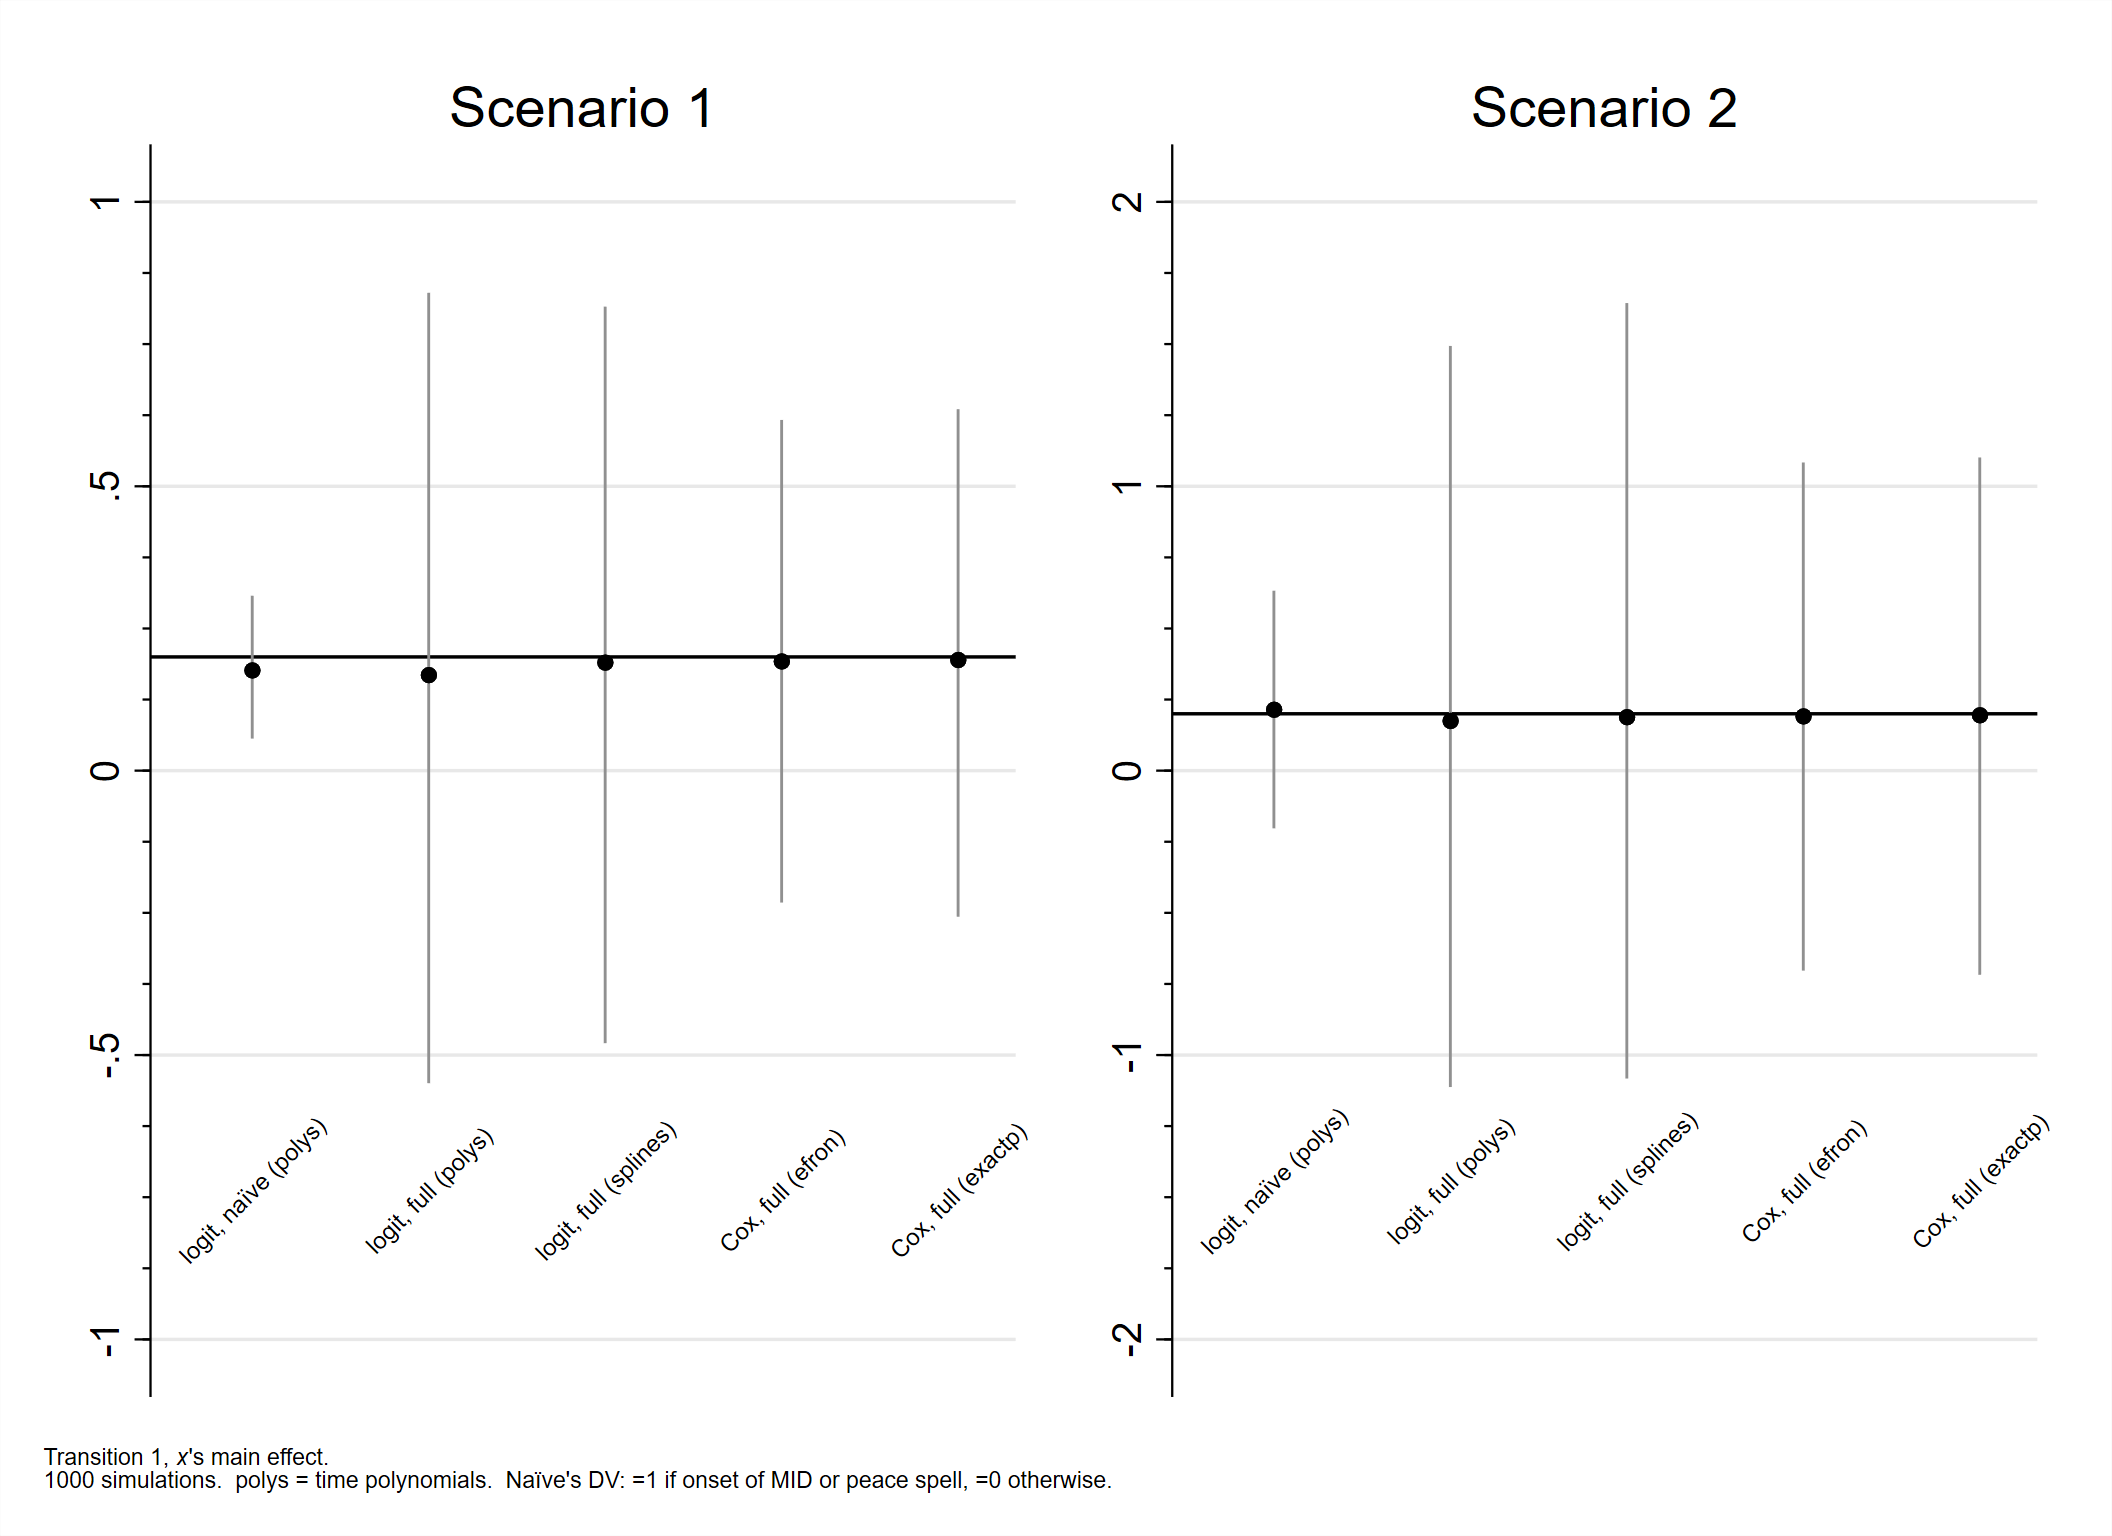 Scenario 1
1
.5
0
-.5
-1
logit, naïve (polys)
logit, full (polys)
logit, full (splines)
Cox, full (efron)
Cox, full (exactp)
Scenario 2
2
1
0
-1
-2
logit, naïve (polys)
logit, full (polys)
logit, full (splines)
Cox, full (efron)
Cox, full (exactp)
Transition 1, x's main effect.
1000 simulations.  polys = time polynomials.  Naïve's DV: =1 if onset of MID or peace spell, =0 otherwise.